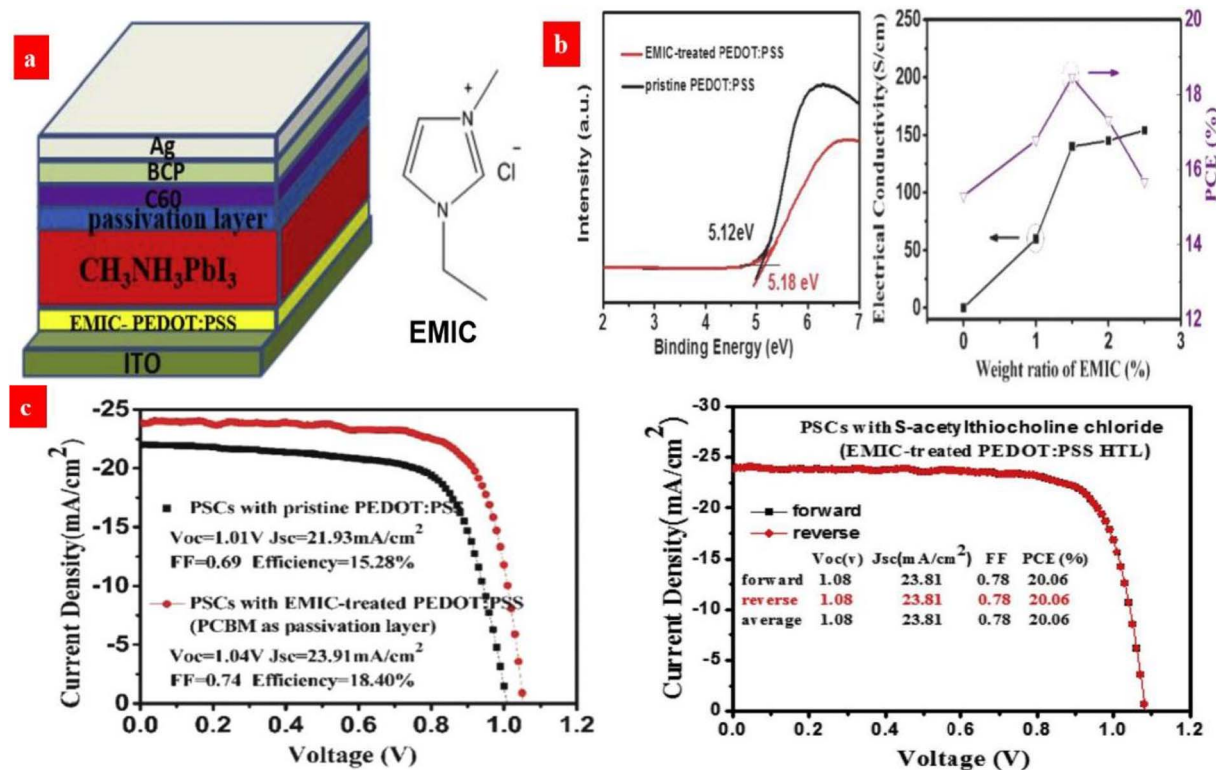 a
Ag
BCP
C60
passivation layer
CH₃NH₃PbI₃
EMIC- PEDOT:PSS
ITO
N
+
N
Cl
−
EMIC
b
Intensity (a.u.)
EMIC-treated PEDOT:PSS
pristine PEDOT:PSS
5.12eV
5.18 eV
2 3 4 5 6 7
Binding Energy (eV)
Electrical Conductivity(S/cm)
250
200
150
100
50
0
20
18
16
14
12
PCE (%)
0 1 2 3
Weight ratio of EMIC (%)
c
Current Density(mA/cm²)
-25
-20
-15
-10
-5
0
PSCs with pristine PEDOT:PSS
Voc=1.01V Jsc=21.93mA/cm²
FF=0.69 Efficiency=15.28%
PSCs with EMIC-treated PEDOT:PSS
(PCBM as passivation layer)
Voc=1.04V Jsc=23.91mA/cm²
FF=0.74 Efficiency=18.40%
0.0 0.2 0.4 0.6 0.8 1.0 1.2
Voltage (V)
Current Density(mA/cm²)
-30
-24
-18
-12
-6
0
PSCs with S-acetylthiocholine chloride
(EMIC-treated PEDOT:PSS HTL)
forward
reverse
Voc(v) Jsc(mA/cm²) FF PCE (%)
forward 1.08 23.81 0.78 20.06
reverse 1.08 23.81 0.78 20.06
average 1.08 23.81 0.78 20.06
0.0 0.2 0.4 0.6 0.8 1.0 1.2
Voltage (V)